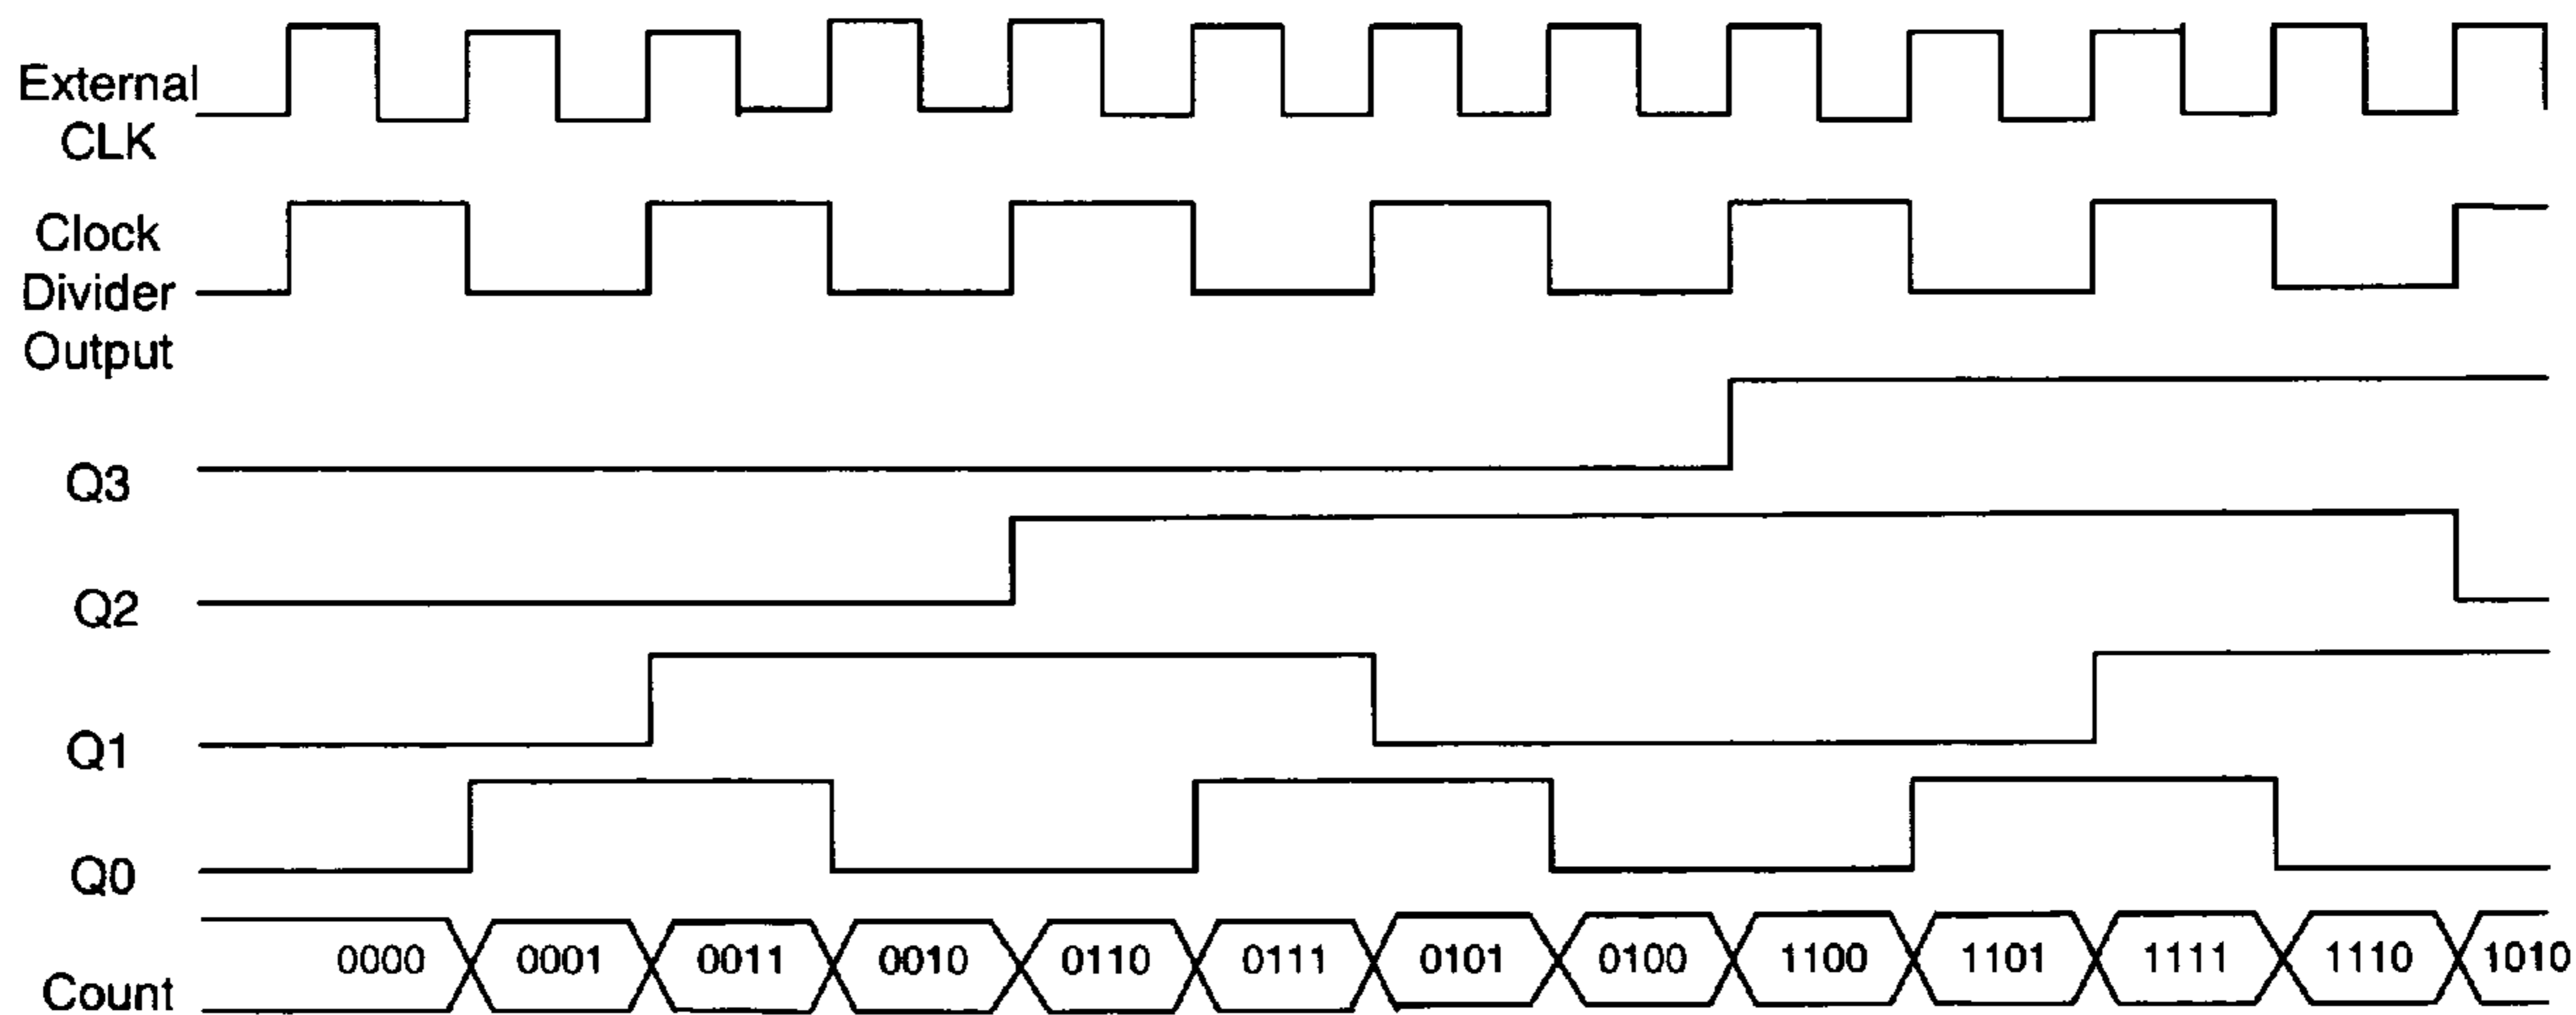 External
CLK
Clock
Divider
Output
Q3
Q2
Q1
Q0
Count
0000 0001 0011 0010 0110 0111 0101 0100 1100 1101 1111 1110 1010